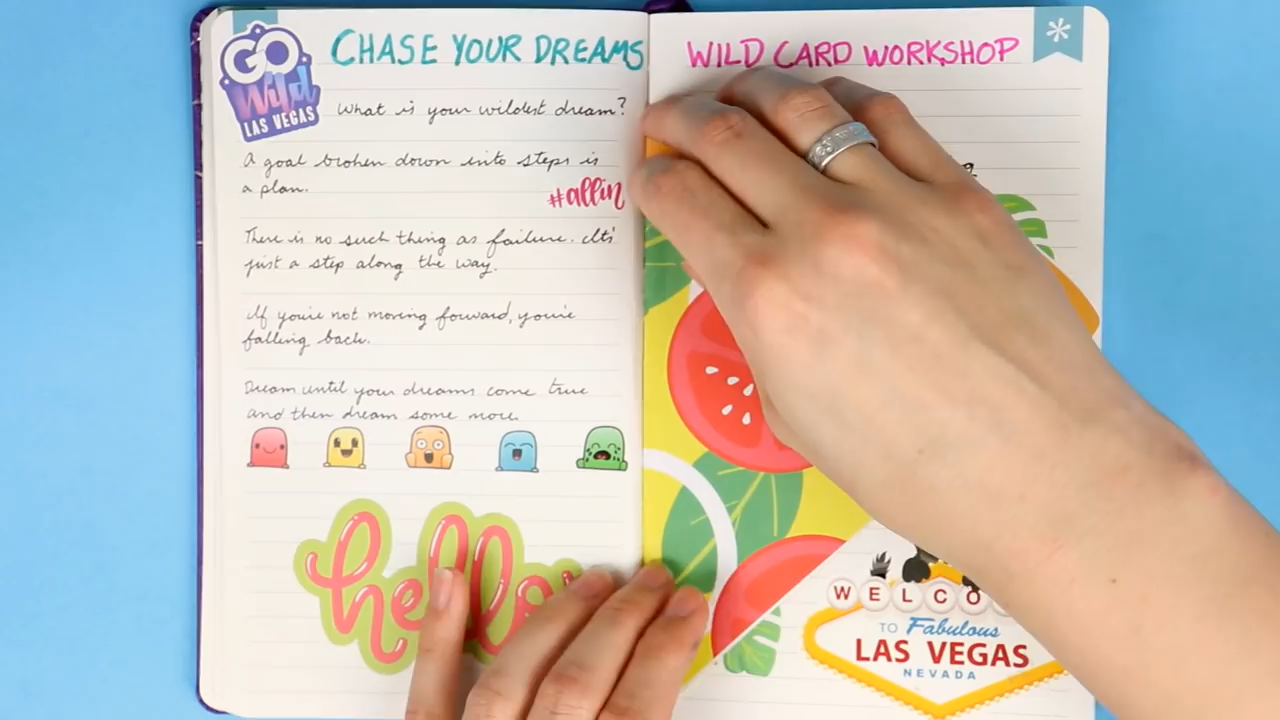 GO
Wild
LAS VEGAS
CHASE YOUR DREAMS
What is your wildest dream?
A goal broken down into steps is
a plan.
#allin
There is no such thing as failure. It's
just a step along the way.
If you're not moving forward, you're
falling back.
Dream until your dreams come true
and then dream some more.
hello
WILD CARD WORKSHOP
*
WELCO
TO Fabulous
LAS VEGAS
NEVADA